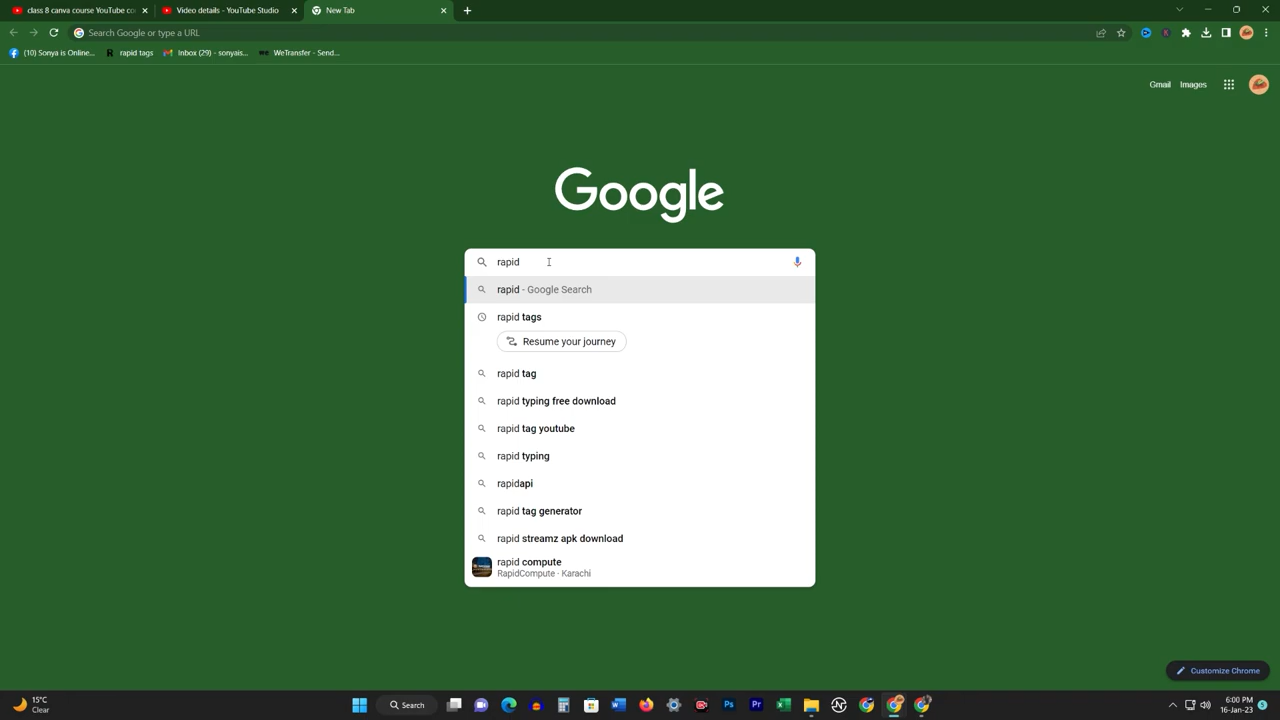 class 8 canva course YouTube co
Video details - YouTube Studio
New Tab
Search Google or type a URL
(10) Sonya is Online...
R rapid tags
Inbox (29) - sonyais...
we WeTransfer - Send...
Gmail
Images
Google
rapid
rapid - Google Search
rapid tags
Resume your journey
rapid tag
rapid typing free download
rapid tag youtube
rapid typing
rapidapi
rapid tag generator
rapid streamz apk download
rapid compute
RapidCompute · Karachi
Customize Chrome
15°C
Clear
Search
6:00 PM
16-Jan-23